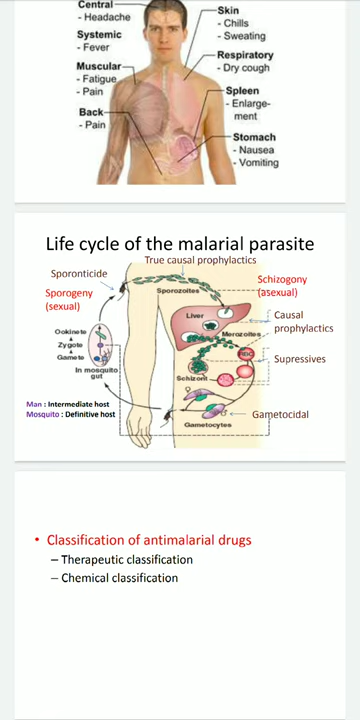 Central
- Headache
Systemic
- Fever
Muscular
- Fatigue
- Pain
Back
- Pain
Skin
- Chills
- Sweating
Respiratory
- Dry cough
Spleen
- Enlarge-
ment
Stomach
- Nausea
- Vomiting
Life cycle of the malarial parasite
True causal prophylactics
Sporonticide
Sporogeny
(sexual)
Sporozoites
Schizogony
(asexual)
Liver
Causal
prophylactics
Merozoites
RBC
Supressives
Schizont
Ookinete
Zygote
Gamete
In mosquito
gut
Man : Intermediate host
Mosquito : Definitive host
Gametocidal
Gametocytes
• Classification of antimalarial drugs
– Therapeutic classification
– Chemical classification